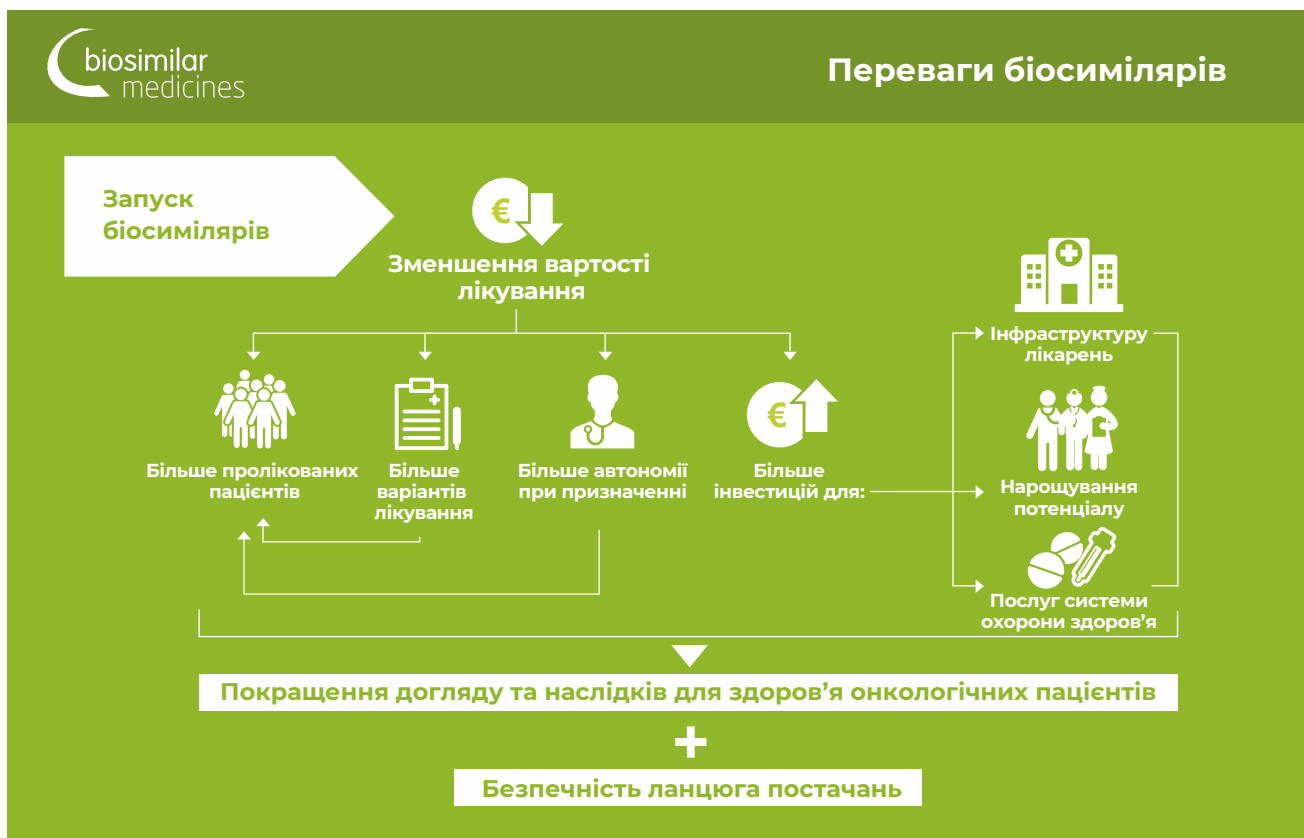 biosimilar
medicines
Переваги біосимілярів
Запуск
біосимілярів
€
Зменшення вартості
лікування
Більше пролікованих
пацієнтів
Більше
варіантів
лікування
Більше автономії
при призначенні
€
Більше
інвестицій для:
Інфраструктуру
лікарень
Нарощування
потенціалу
Послуг системи
охорони здоров’я
Покращення догляду та наслідків для здоров’я онкологічних пацієнтів
+
Безпечність ланцюга постачань